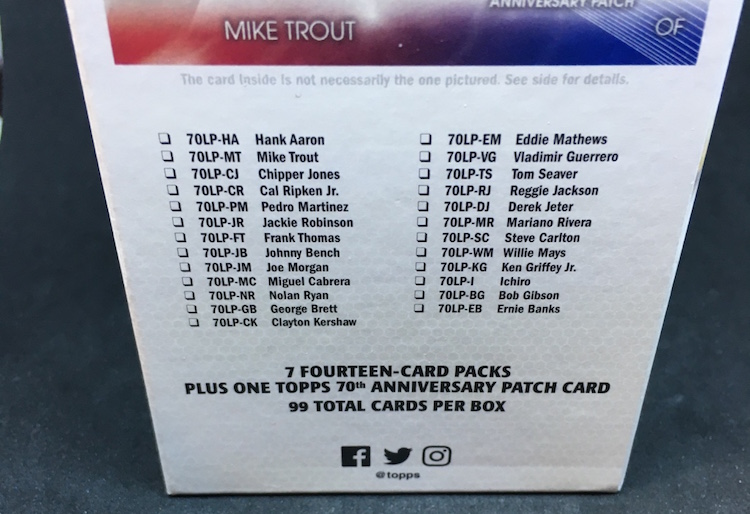 ANNIVERSARY PATCH
MIKE TROUT
OF
The card inside is not necessarily the one pictured. See side for details.
❑ 70LP-HA Hank Aaron
❑ 70LP-MT Mike Trout
❑ 70LP-CJ Chipper Jones
❑ 70LP-CR Cal Ripken Jr.
❑ 70LP-PM Pedro Martinez
❑ 70LP-JR Jackie Robinson
❑ 70LP-FT Frank Thomas
❑ 70LP-JB Johnny Bench
❑ 70LP-JM Joe Morgan
❑ 70LP-MC Miguel Cabrera
❑ 70LP-NR Nolan Ryan
❑ 70LP-GB George Brett
❑ 70LP-CK Clayton Kershaw
❑ 70LP-EM Eddie Mathews
❑ 70LP-VG Vladimir Guerrero
❑ 70LP-TS Tom Seaver
❑ 70LP-RJ Reggie Jackson
❑ 70LP-DJ Derek Jeter
❑ 70LP-MR Mariano Rivera
❑ 70LP-SC Steve Carlton
❑ 70LP-WM Willie Mays
❑ 70LP-KG Ken Griffey Jr.
❑ 70LP-I Ichiro
❑ 70LP-BG Bob Gibson
❑ 70LP-EB Ernie Banks
7 FOURTEEN-CARD PACKS
PLUS ONE TOPPS 70th ANNIVERSARY PATCH CARD
99 TOTAL CARDS PER BOX
@topps